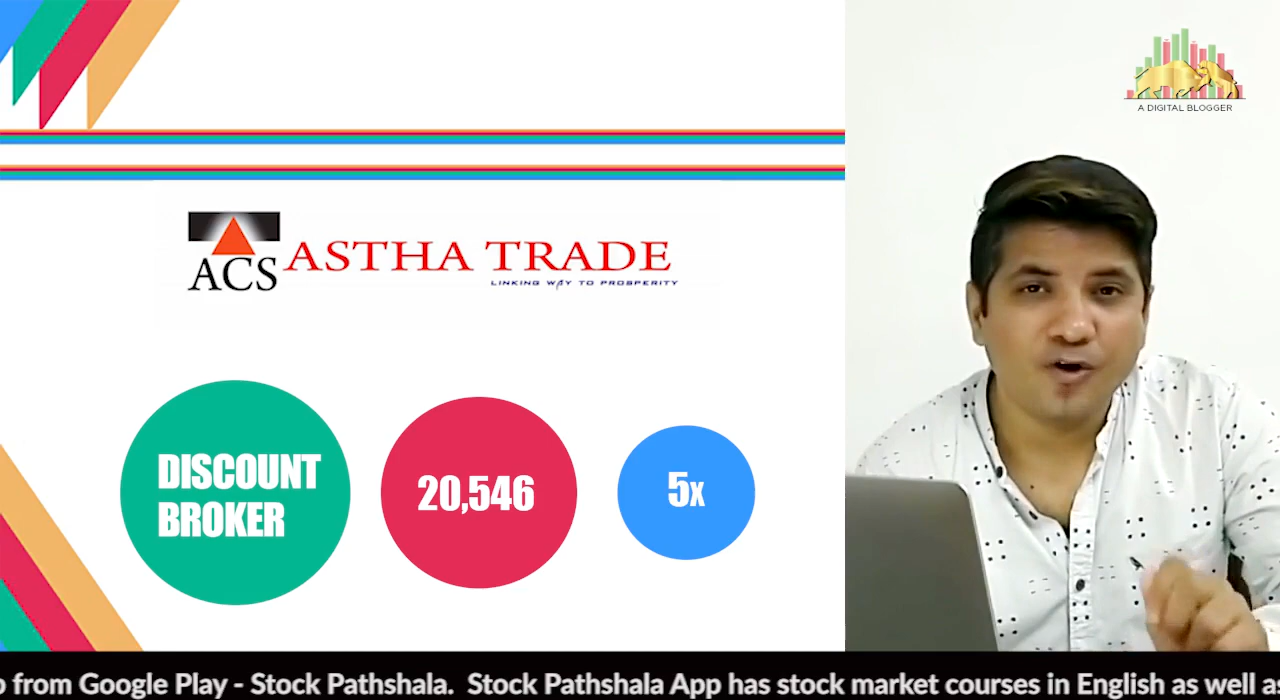 A DIGITAL BLOGGER
ACS ASTHA TRADE
LINKING WAY TO PROSPERITY
DISCOUNT
BROKER
20,546
5x
from Google Play - Stock Pathshala. Stock Pathshala App has stock market courses in English as well